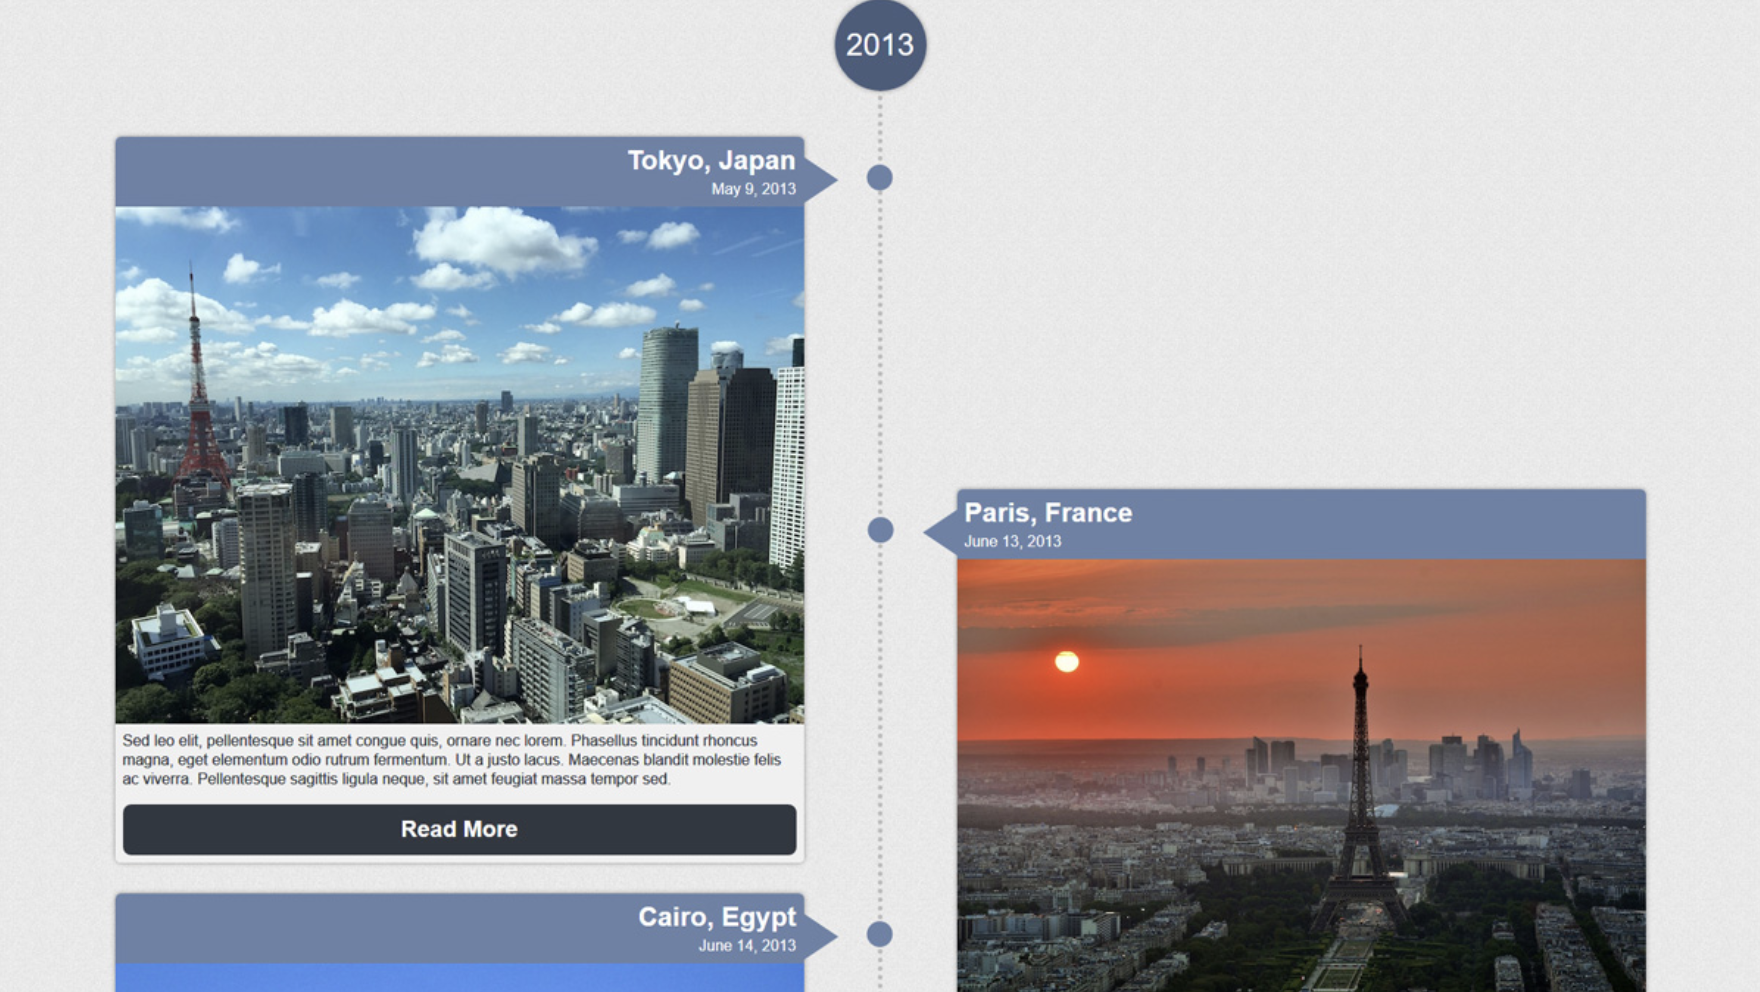 2013
Tokyo, Japan
May 9, 2013
Sed leo elit, pellentesque sit amet congue quis, ornare nec lorem. Phasellus tincidunt rhoncus
magna, eget elementum odio rutrum fermentum. Ut a justo lacus. Maecenas blandit molestie felis
ac viverra. Pellentesque sagittis ligula neque, sit amet feugiat massa tempor sed.
Read More
Paris, France
June 13, 2013
Cairo, Egypt
June 14, 2013